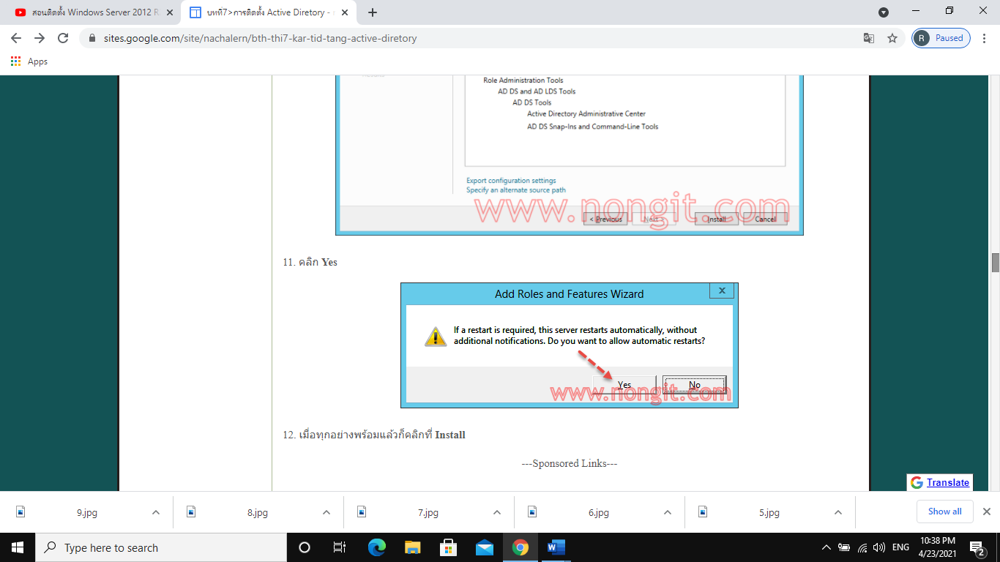 สอนติดตั้ง Windows Server 2012 R
บทที่7>การติดตั้ง Active Diretory -
sites.google.com/site/nachalern/bth-thi7-kar-tid-tang-active-diretory
R Paused
Apps
Role Administration Tools
AD DS and AD LDS Tools
AD DS Tools
Active Directory Administrative Center
AD DS Snap-Ins and Command-Line Tools
Export configuration settings
Specify an alternate source path
www.nongit.com
< Previous Next > Install Cancel
11. คลิก Yes
Add Roles and Features Wizard
X
If a restart is required, this server restarts automatically, without
additional notifications. Do you want to allow automatic restarts?
Yes No
www.nongit.com
12. เมื่อทุกอย่างพร้อมแล้วก็คลิกที่ Install
---Sponsored Links---
G Translate
9.jpg 8.jpg 7.jpg 6.jpg 5.jpg Show all
Type here to search
ENG
10:38 PM
4/23/2021
2